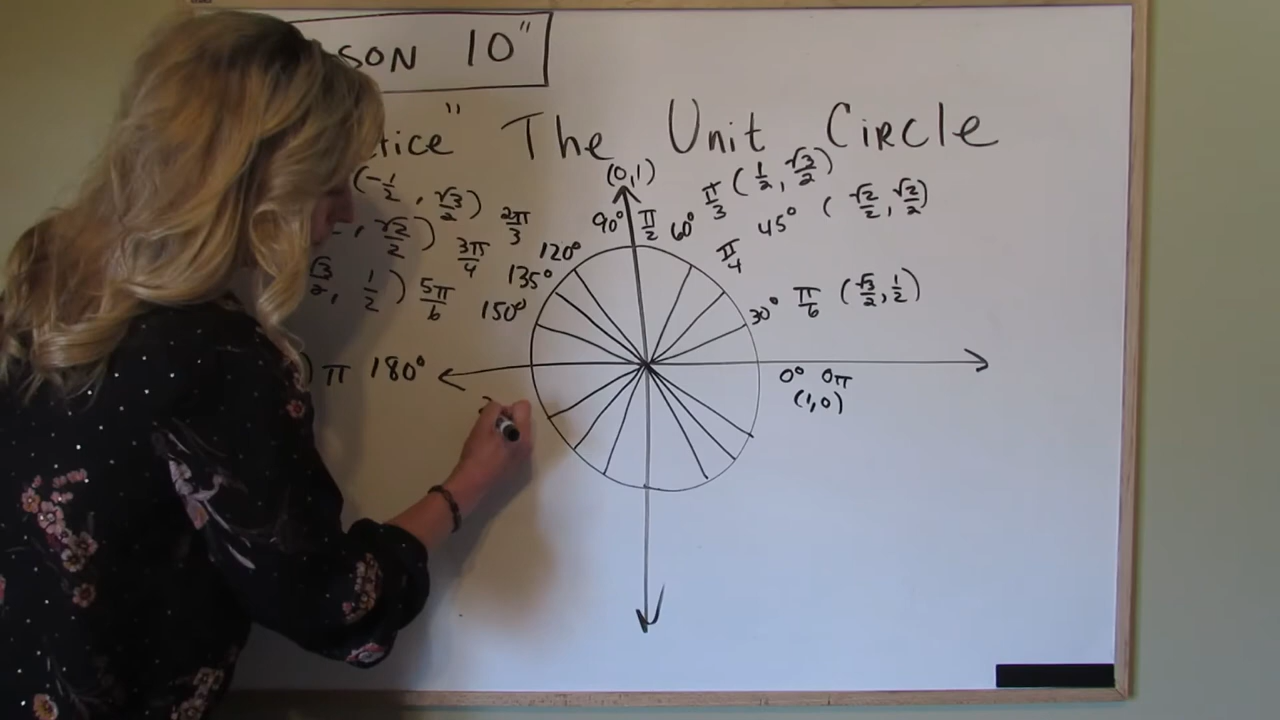 SON 10"
tice" The Unit Circle
(0,1)
(-1/2, √3/2) 2π/3
90° π/2
60° π/3 (1/2, √3/2)
, √2/2) 3π/4
120°
45° (√2/2, √2/2)
π/4
√3/2, 1/2) 5π/6
135°
150°
30° π/6 (√3/2, 1/2)
) π 180°
0° 0π
(1,0)